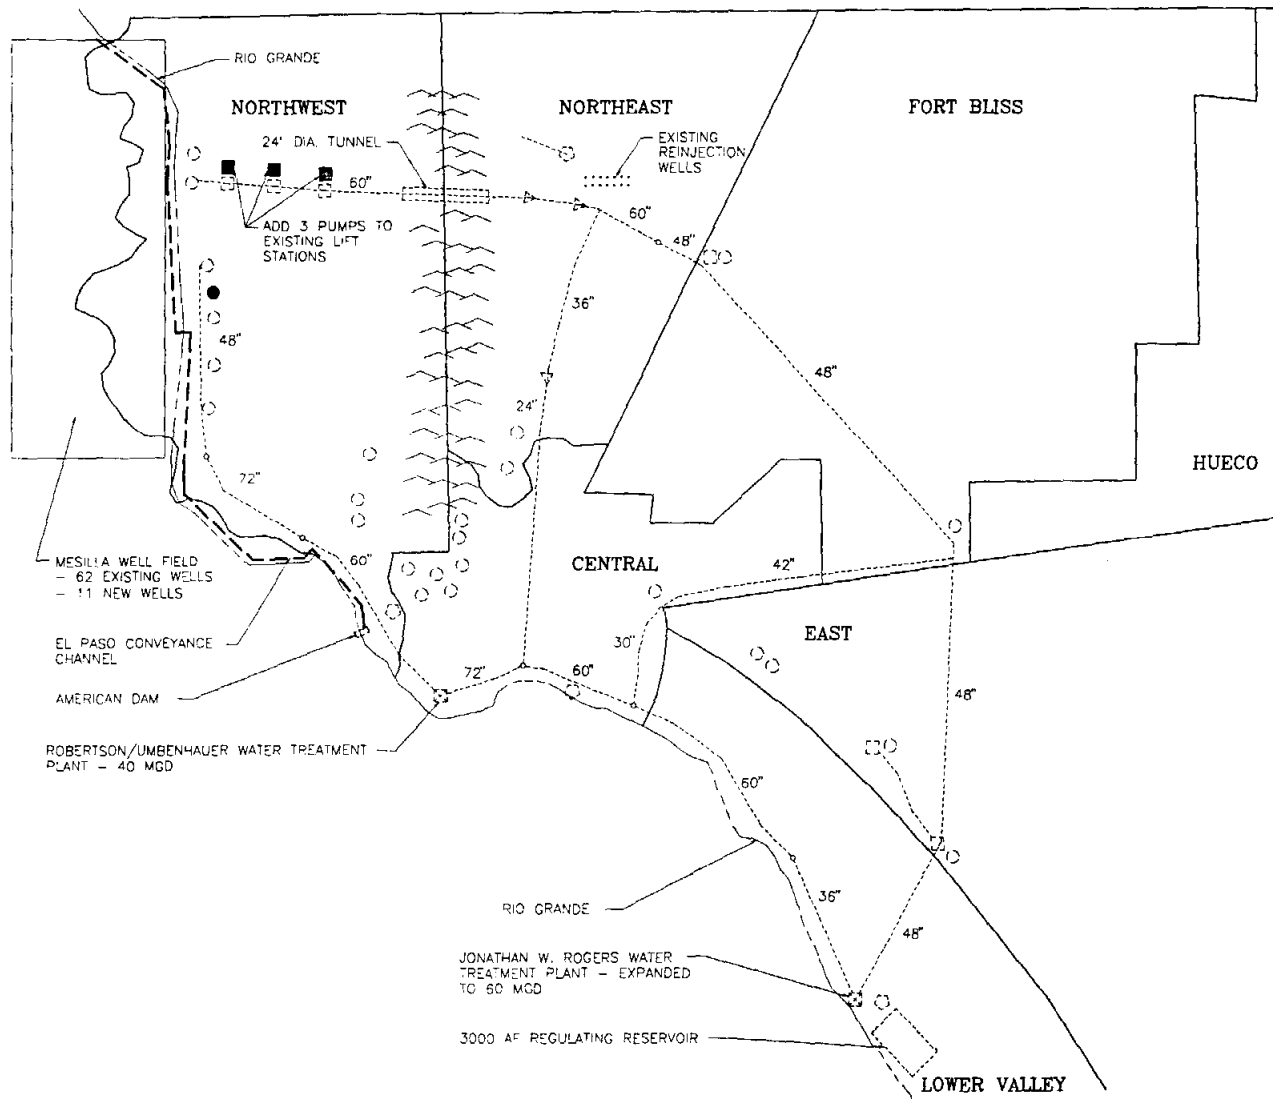 RIO GRANDE
NORTHWEST
NORTHEAST
FORT BLISS
24' DIA. TUNNEL
EXISTING
REINJECTION
WELLS
60"
ADD 3 PUMPS TO
EXISTING LIFT
STATIONS
60"
48"
36"
48"
48"
24"
HUECO
72"
MESILLA WELL FIELD
- 62 EXISTING WELLS
- 11 NEW WELLS
60"
CENTRAL
42"
EL PASO CONVEYANCE
CHANNEL
30"
EAST
AMERICAN DAM
72"
60"
48"
ROBERTSON/UMBENHAUER WATER TREATMENT
PLANT - 40 MGD
60"
RIO GRANDE
36"
48"
JONATHAN W. ROGERS WATER
TREATMENT PLANT - EXPANDED
TO 60 MGD
3000 AF REGULATING RESERVOIR
LOWER VALLEY